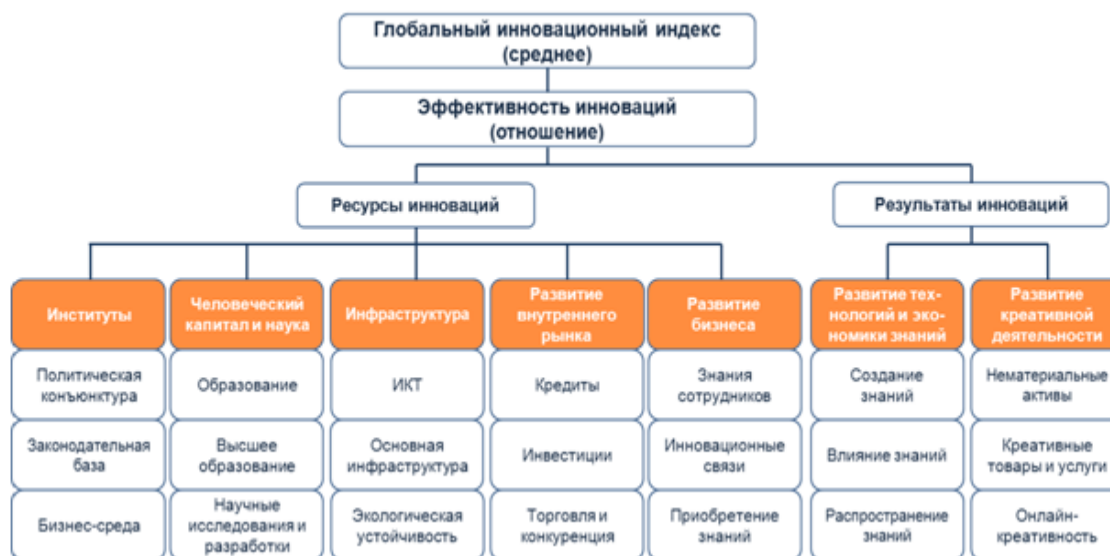 Глобальный инновационный индекс
(среднее)
Эффективность инноваций
(отношение)
Ресурсы инноваций
Результаты инноваций
Институты
Человеческий
капитал и наука
Инфраструктура
Развитие
внутреннего
рынка
Развитие
бизнеса
Развитие тех-
нологий и эко-
номики знаний
Развитие
креативной
деятельности
Политическая
конъюнктура
Образование
ИКТ
Кредиты
Знания
сотрудников
Создание
знаний
Нематериальные
активы
Законодательная
база
Высшее
образование
Основная
инфраструктура
Инвестиции
Инновационные
связи
Влияние знаний
Креативные
товары и услуги
Бизнес-среда
Научные
исследования и
разработки
Экологическая
устойчивость
Торговля и
конкуренция
Приобретение
знаний
Распространение
знаний
Онлайн-
креативность